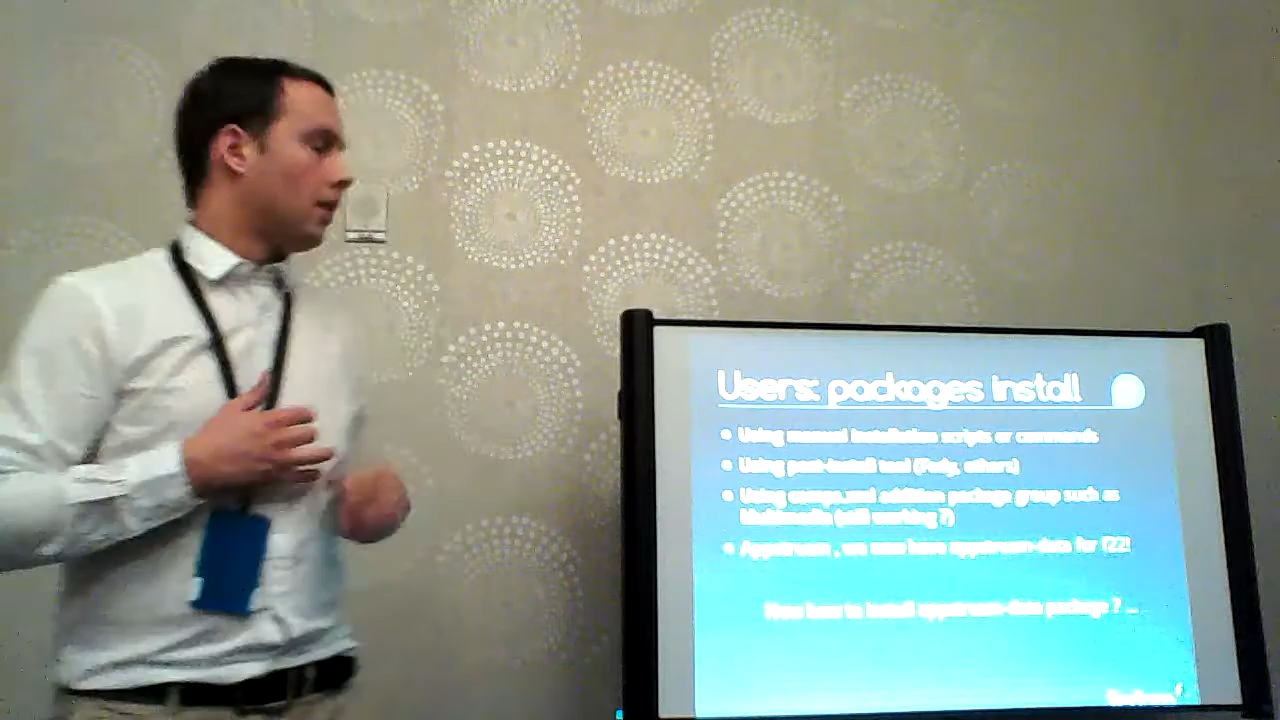 Users: packages install
Using manual installation scripts or commands
Using post-install tool (Fedy, others)
Using comps.xml addition package group such as
(still working ?)
Appstream, we now have appstream-data for F22!
Now how to install appstream-data package ? ...